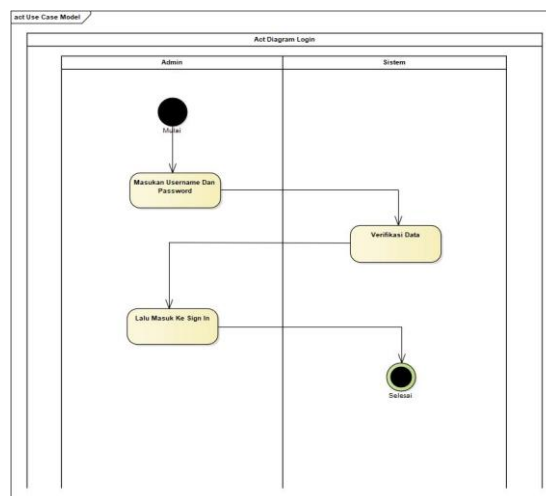 act Use Case Model
Act Diagram Login
Admin
Sistem
Mulai
Masukan Username Dan
Password
Verifikasi Data
Lalu Masuk Ke Sign In
Selesai